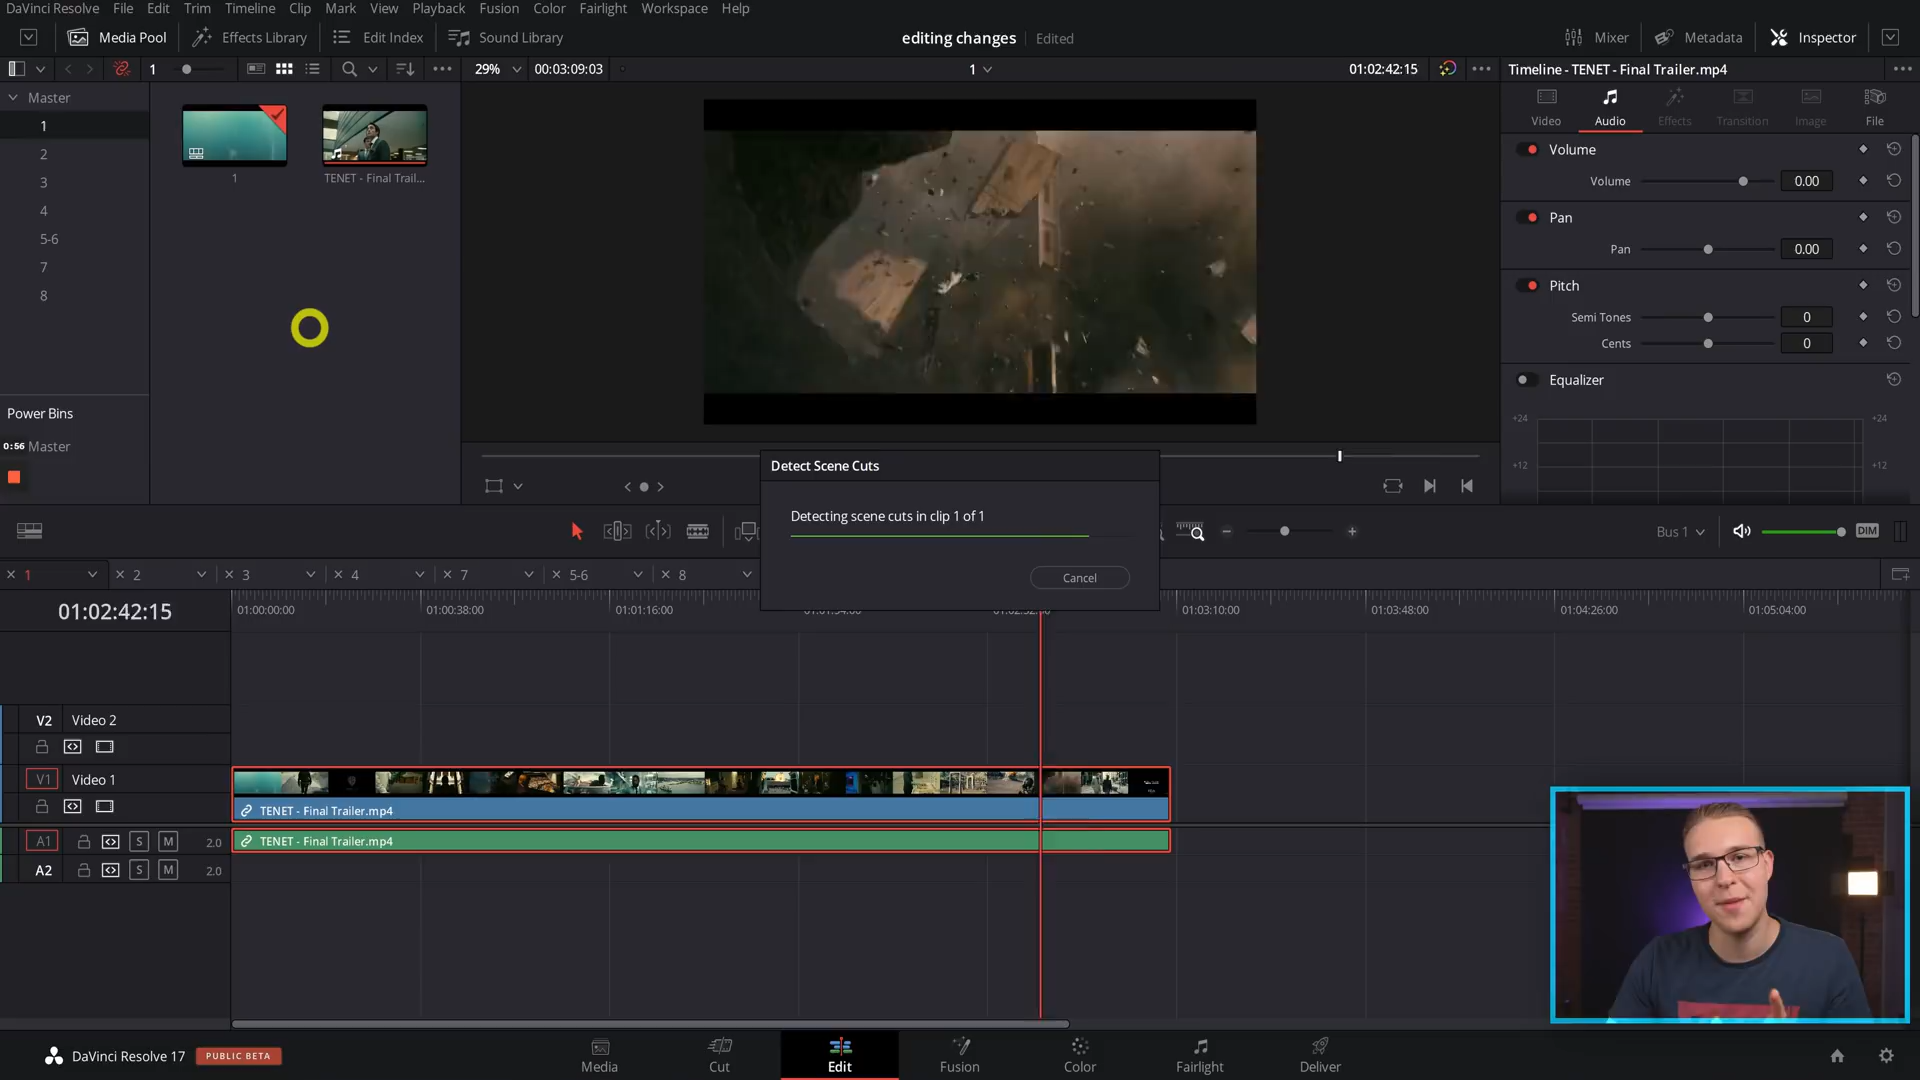 DaVinci Resolve File Edit Trim Timeline Clip Mark View Playback Fusion Color Fairlight Workspace Help
Media Pool Effects Library Edit Index Sound Library editing changes Edited Mixer Metadata Inspector
1 29% 00:03:09:03 1 01:02:42:15 Timeline - TENET - Final Trailer.mp4
Master
1
2
3
4
5-6
7
8
1
TENET - Final Trail...
Power Bins
0:56 Master
Video Audio Effects Transition Image File
Volume
Volume 0.00
Pan
Pan 0.00
Pitch
Semi Tones 0
Cents 0
Equalizer
+24 +24
+12 +12
Detect Scene Cuts
Detecting scene cuts in clip 1 of 1
Cancel
Bus 1 DIM
1 2 3 4 7 5-6 8
01:02:42:15
01:00:00:00 01:00:38:00 01:01:16:00 01:03:10:00 01:03:48:00 01:04:26:00 01:05:04:00
V2 Video 2
V1 Video 1
TENET - Final Trailer.mp4
A1 S M 2.0
TENET - Final Trailer.mp4
A2 S M 2.0
DaVinci Resolve 17 PUBLIC BETA
Media Cut Edit Fusion Color Fairlight Deliver